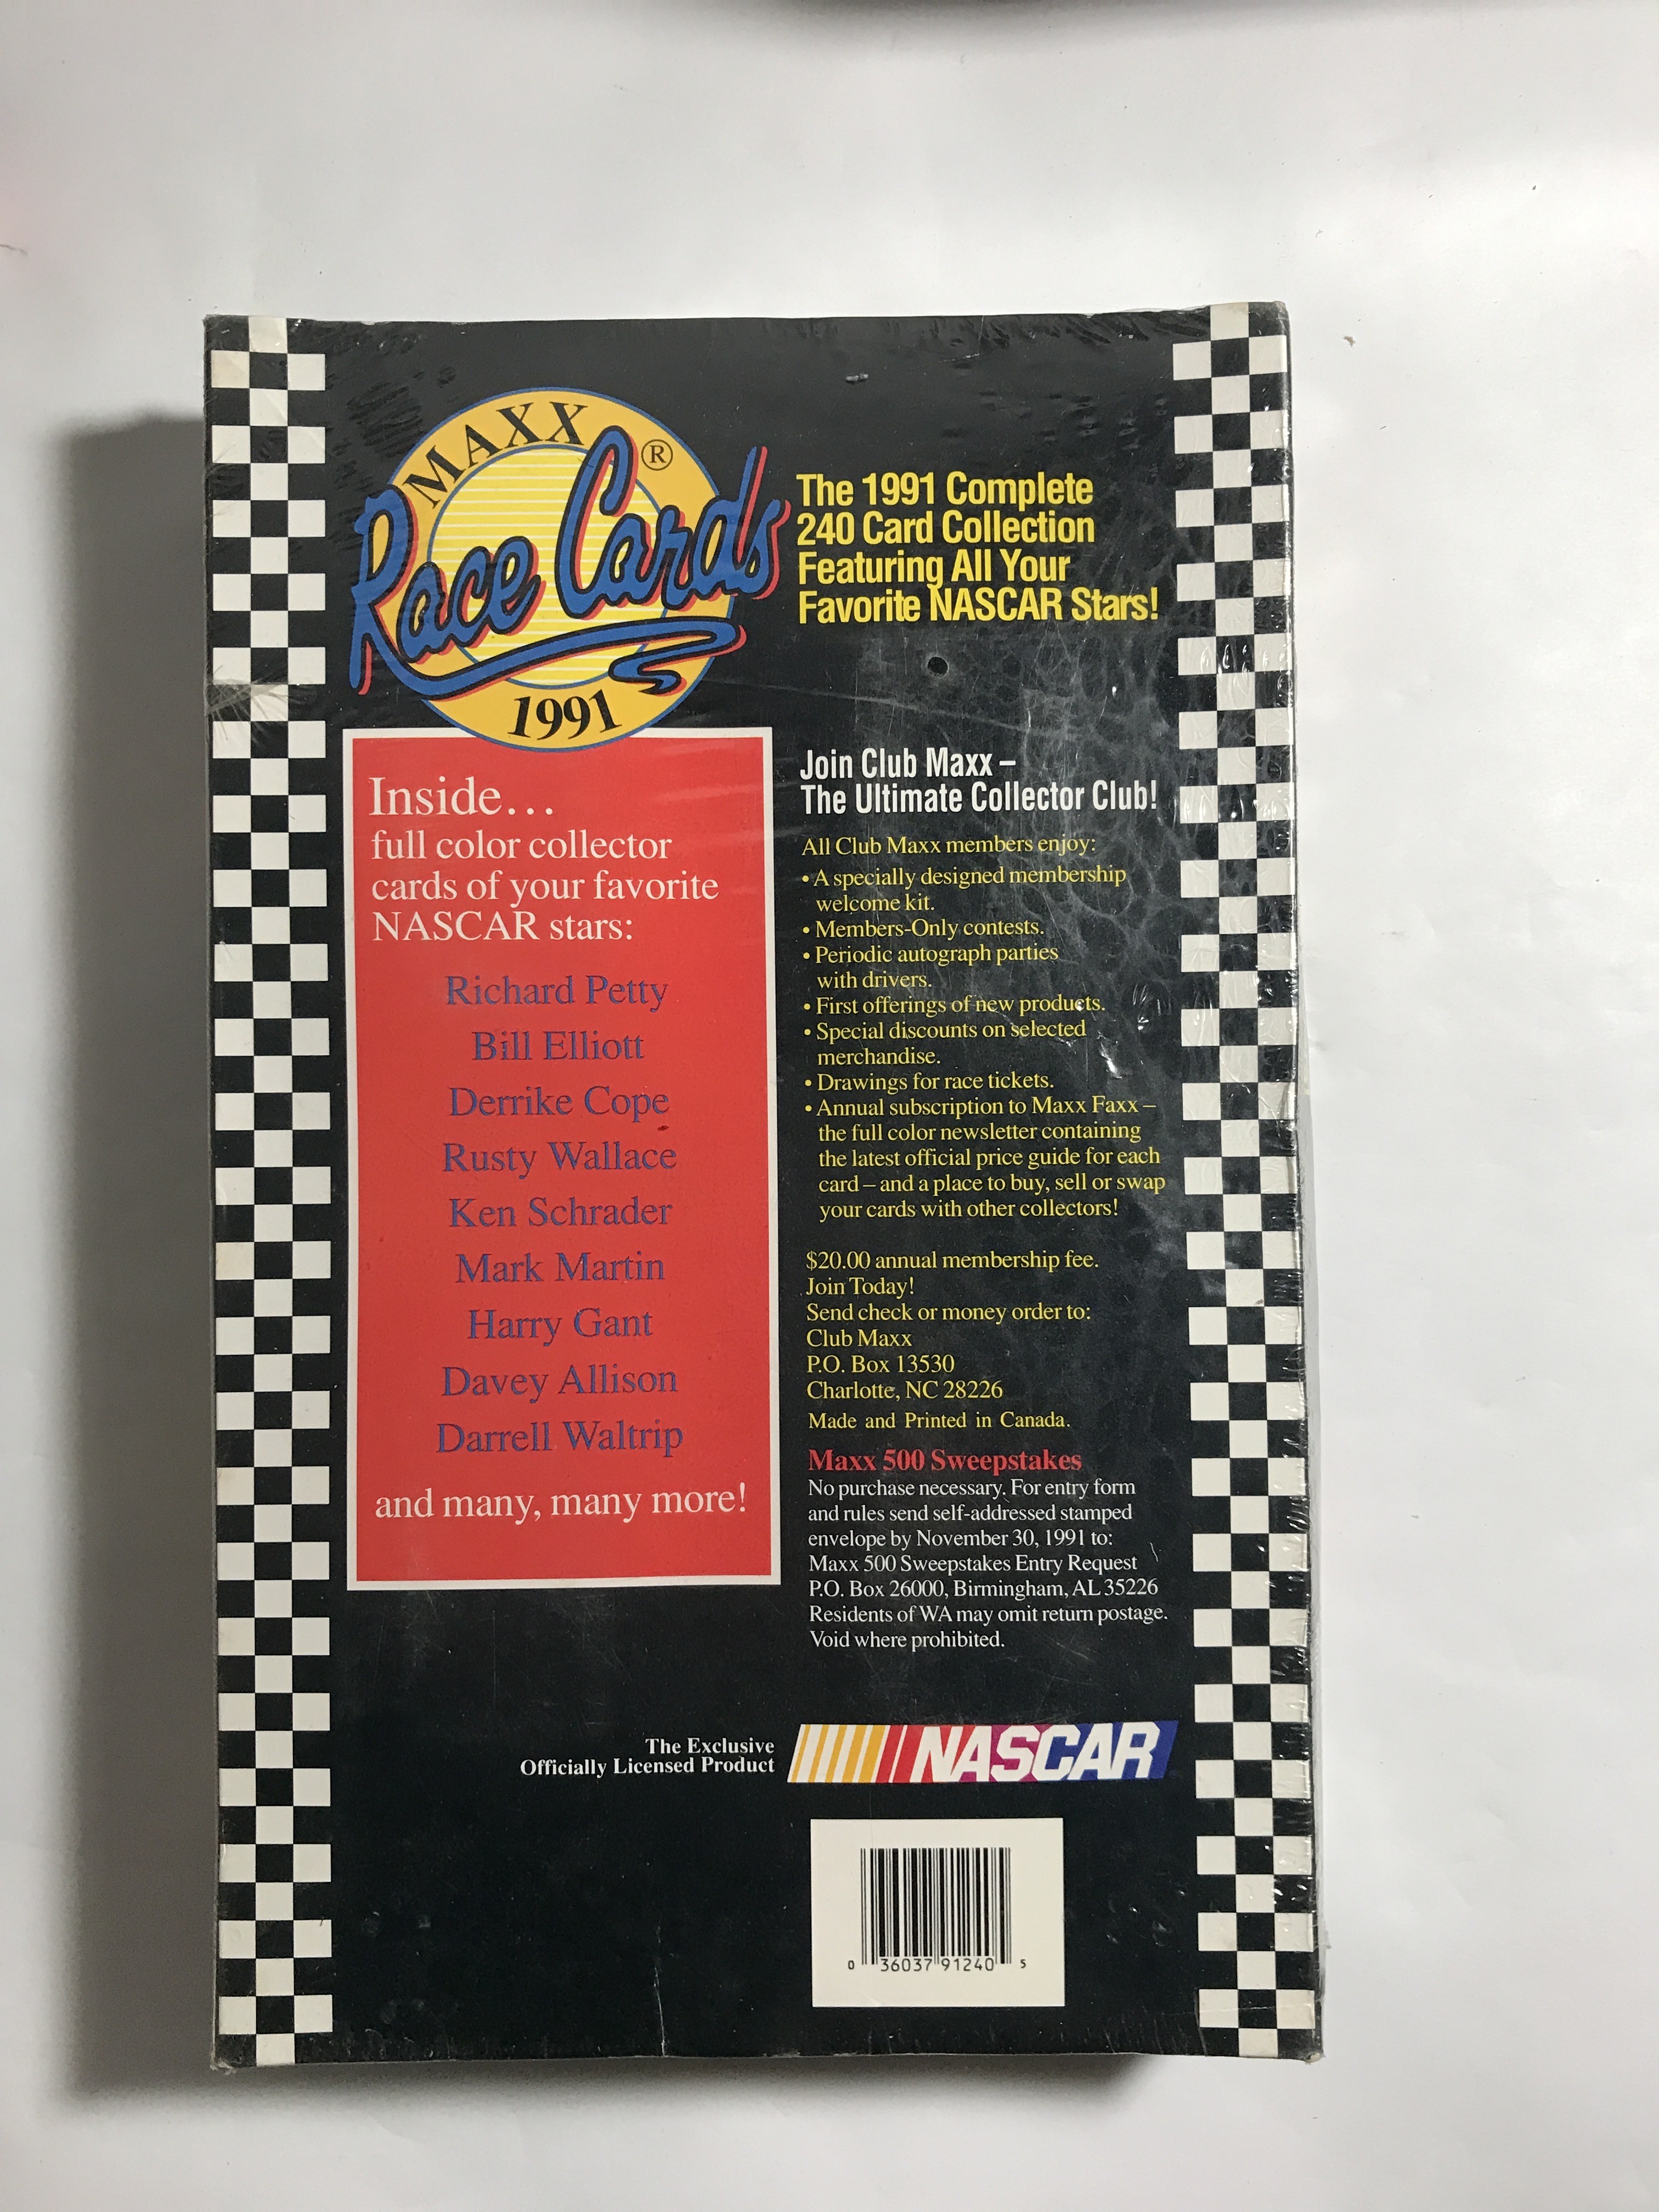 MAXX
Race Cards®
1991
The 1991 Complete
240 Card Collection
Featuring All Your
Favorite NASCAR Stars!
Inside...
full color collector
cards of your favorite
NASCAR stars:
Richard Petty
Bill Elliott
Derrike Cope
Rusty Wallace
Ken Schrader
Mark Martin
Harry Gant
Davey Allison
Darrell Waltrip
and many, many more!
Join Club Maxx –
The Ultimate Collector Club!
All Club Maxx members enjoy:
• A specially designed membership
welcome kit.
• Members-Only contests.
• Periodic autograph parties
with drivers.
• First offerings of new products.
• Special discounts on selected
merchandise.
• Drawings for race tickets.
• Annual subscription to Maxx Faxx –
the full color newsletter containing
the latest official price guide for each
card – and a place to buy, sell or swap
your cards with other collectors!
$20.00 annual membership fee.
Join Today!
Send check or money order to:
Club Maxx
P.O. Box 13530
Charlotte, NC 28226
Made and Printed in Canada.
Maxx 500 Sweepstakes
No purchase necessary. For entry form
and rules send self-addressed stamped
envelope by November 30, 1991 to:
Maxx 500 Sweepstakes Entry Request
P.O. Box 26000, Birmingham, AL 35226
Residents of WA may omit return postage.
Void where prohibited.
The Exclusive
Officially Licensed Product
NASCAR
0 36037 91240 5